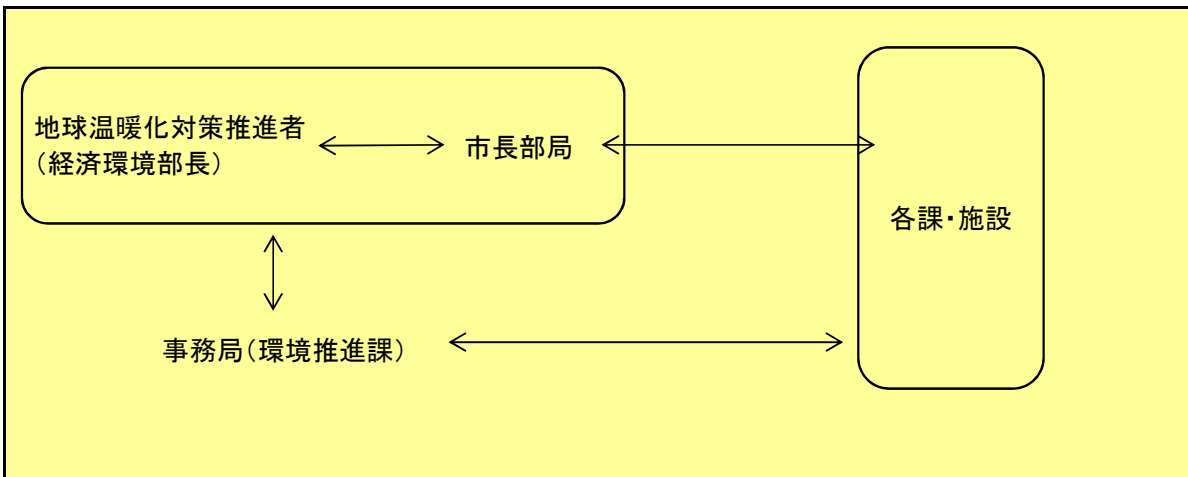 地球温暖化対策推進者
（経済環境部長）
市長部局
各課・施設
事務局（環境推進課）